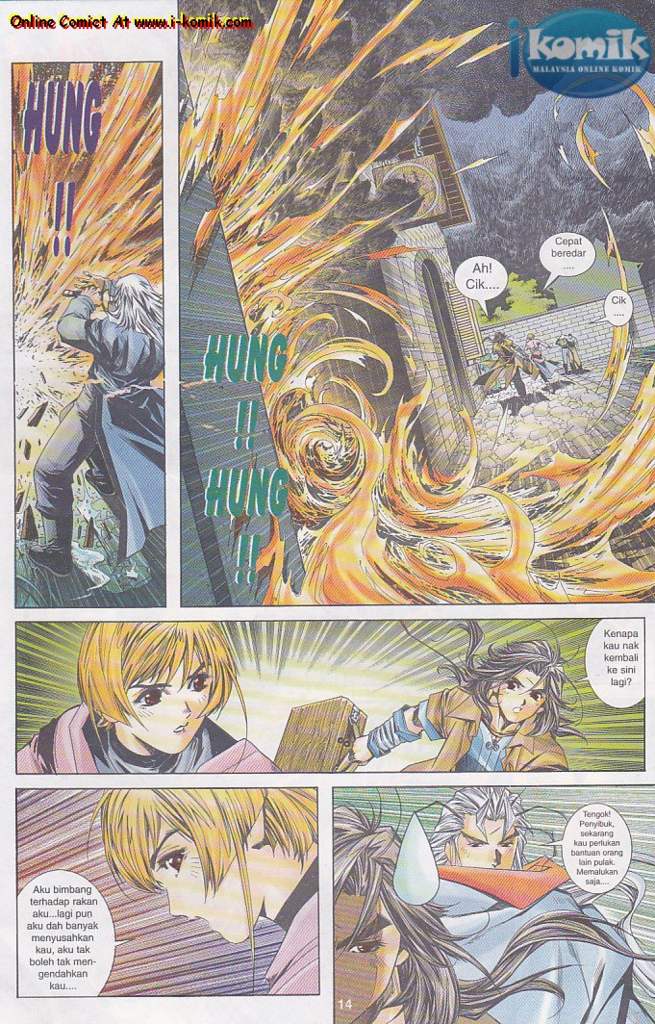 Online Comict At www.i-komik.com
i komik
MALAYSIA ONLINE KOMIK
HUNG
!!
Ah!
Cik....
Cepat
beredar
....
Cik
....
HUNG
!!
HUNG
!!
Kenapa
kau nak
kembali
ke sini
lagi?
Aku bimbang
terhadap rakan
aku...lagi pun
aku dah banyak
menyusahkan
kau, aku tak
boleh tak men-
gendahkan
kau....
Tengok!
Penyibuk,
sekarang
kau perlukan
bantuan orang
lain pulak.
Memalukan
saja....
14